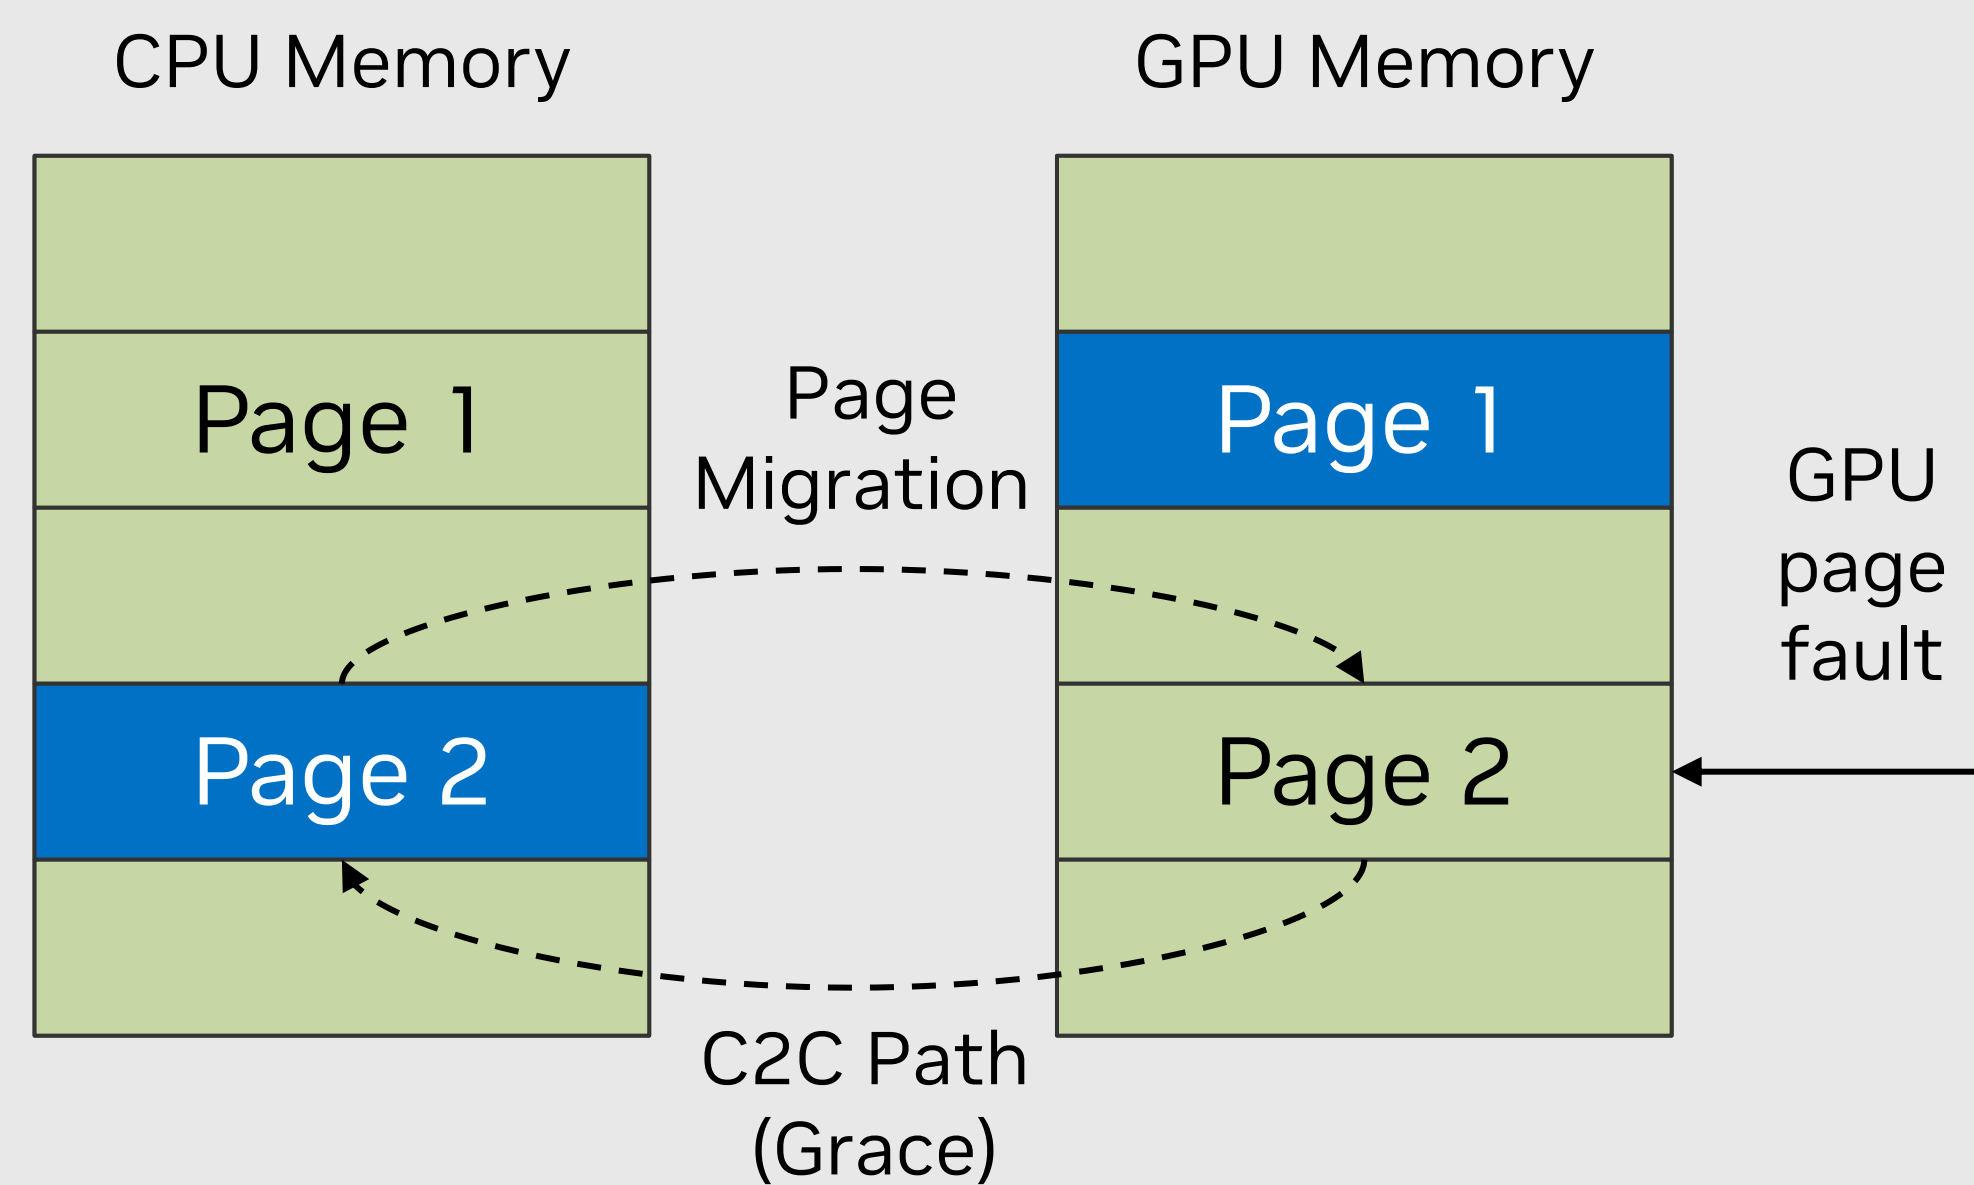 CPU Memory
GPU Memory
Page 1
Page
Migration
Page 1
GPU
page
fault
Page 2
Page 2
C2C Path
(Grace)